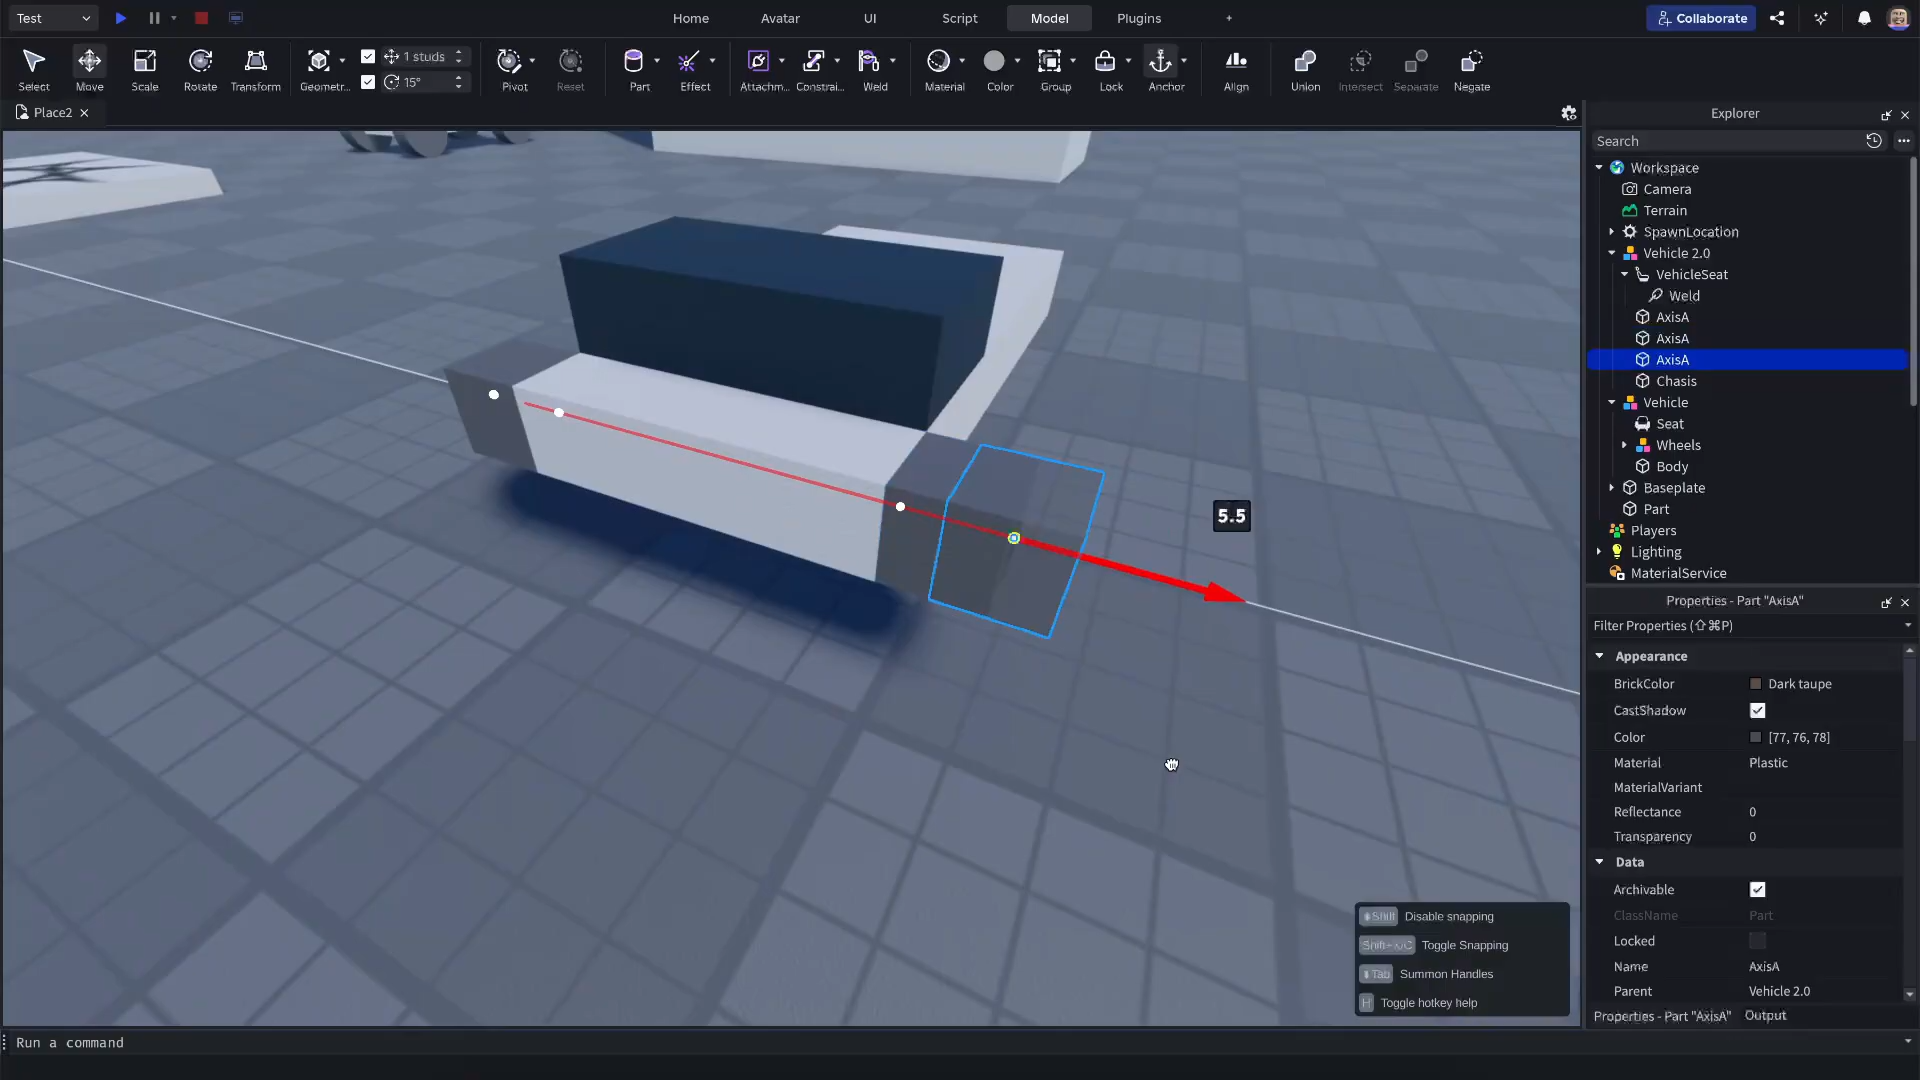 Test
Home
Avatar
UI
Script
Model
Plugins
+
Collaborate
Select
Move
Scale
Rotate
Transform
Geometr...
1 studs
15°
Pivot
Reset
Part
Effect
Attachm...
Constrai...
Weld
Material
Color
Group
Lock
Anchor
Align
Union
Intersect
Separate
Negate
Place2
5.5
Shift Disable snapping
Toggle Snapping
Tab Summon Handles
H Toggle hotkey help
Explorer
Search
Workspace
Camera
Terrain
SpawnLocation
Vehicle 2.0
VehicleSeat
Weld
AxisA
AxisA
AxisA
Chasis
Vehicle
Seat
Wheels
Body
Baseplate
Part
Players
Lighting
MaterialService
Properties - Part "AxisA"
Filter Properties (⇧⌘P)
Appearance
BrickColor Dark taupe
CastShadow
Color [77, 76, 78]
Material Plastic
MaterialVariant
Reflectance 0
Transparency 0
Data
Archivable
ClassName Part
Locked
Name AxisA
Parent Vehicle 2.0
Properties - Part "AxisA" Output
Run a command